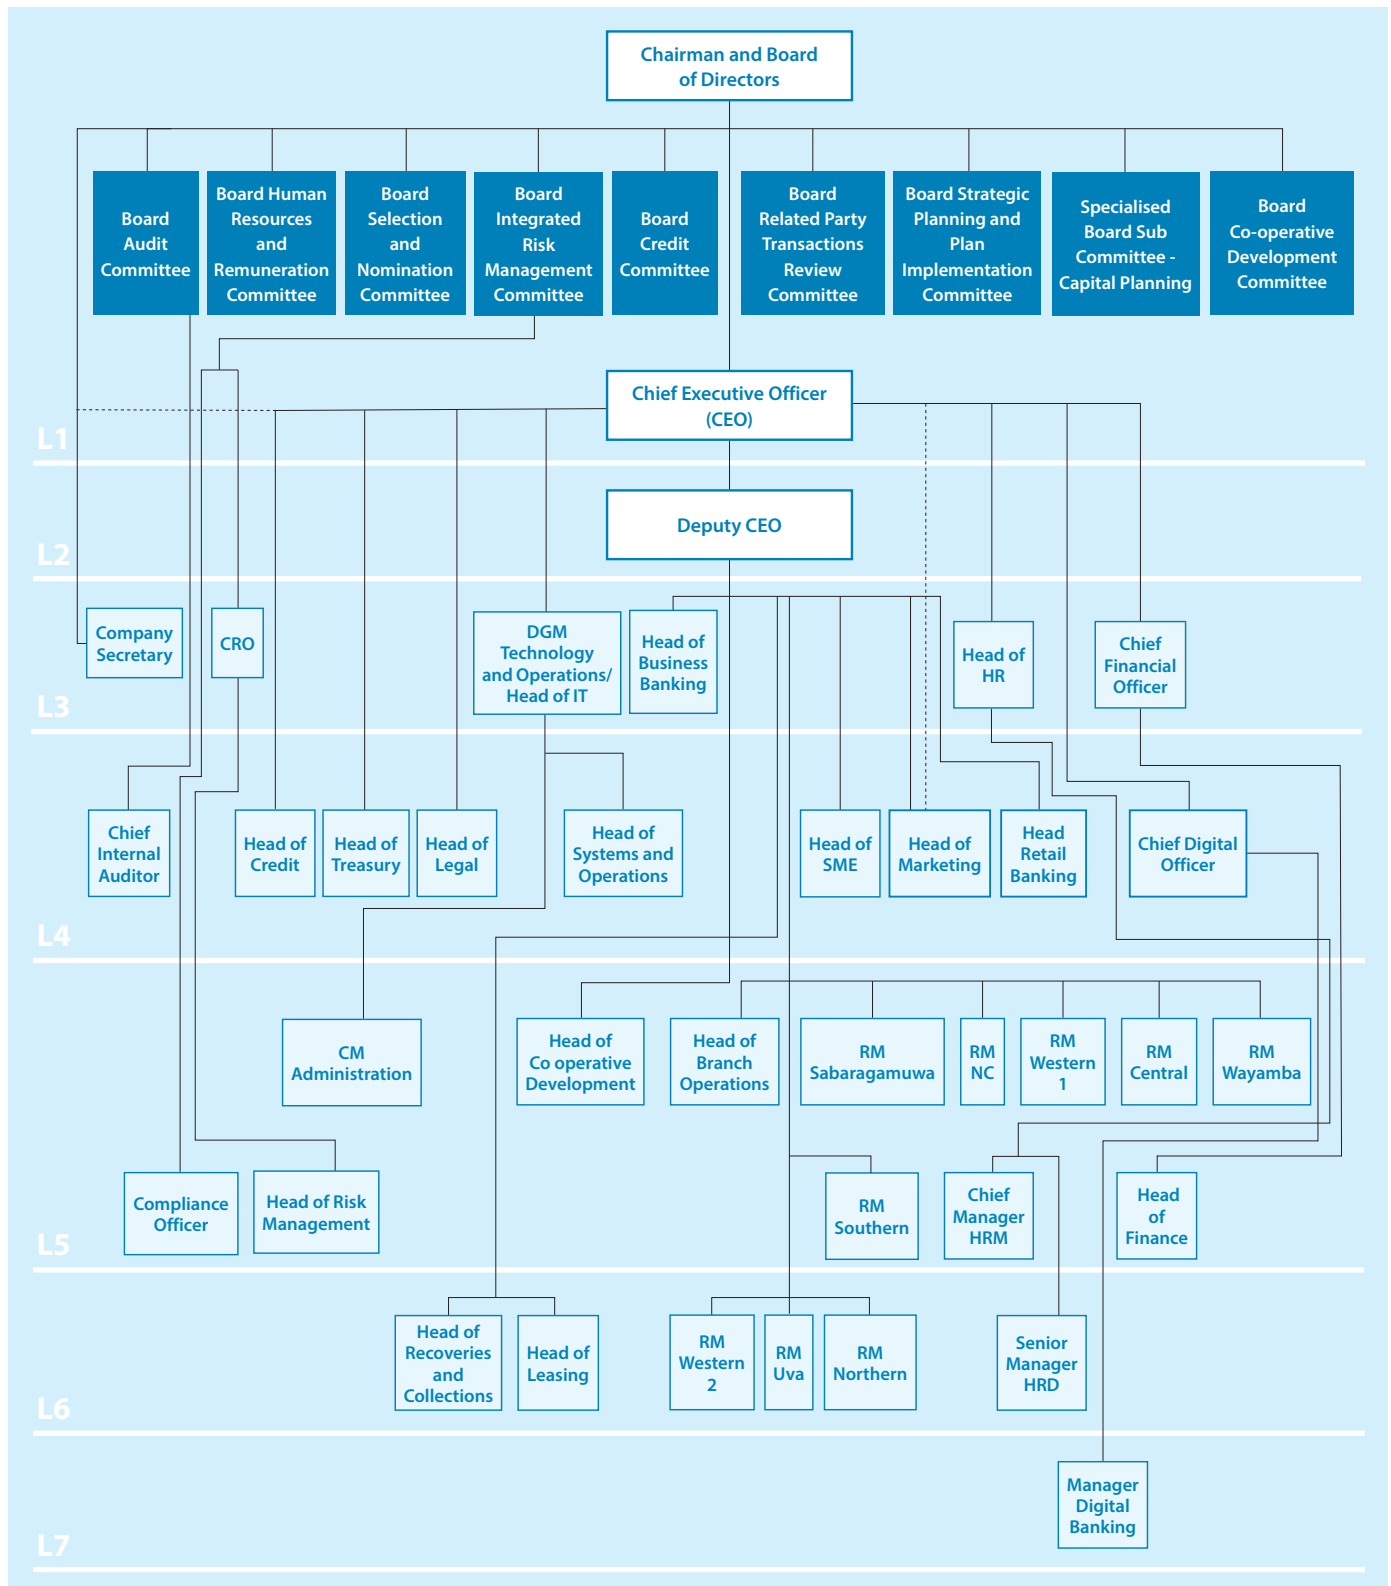 Chairman and Board
of Directors
Board
Audit
Committee
Board Human
Resources
and
Remuneration
Committee
Board
Selection
and
Nomination
Committee
Board
Integrated
Risk
Management
Committee
Board
Credit
Committee
Board
Related Party
Transactions
Review
Committee
Board Strategic
Planning and
Plan
Implementation
Committee
Specialised
Board Sub
Committee -
Capital Planning
Board
Co-operative
Development
Committee
Chief Executive Officer
(CEO)
L1
Deputy CEO
L2
Company
Secretary
CRO
DGM
Technology
and Operations/
Head of IT
Head of
Business
Banking
Head of
HR
Chief
Financial
Officer
L3
Chief
Internal
Auditor
Head of
Credit
Head of
Treasury
Head of
Legal
Head of
Systems and
Operations
Head of
SME
Head of
Marketing
Head
Retail
Banking
Chief Digital
Officer
L4
CM
Administration
Head of
Co operative
Development
Head of
Branch
Operations
RM
Sabaragamuwa
RM
NC
RM
Western
1
RM
Central
RM
Wayamba
Compliance
Officer
Head of Risk
Management
RM
Southern
Chief
Manager
HRM
Head
of
Finance
L5
Head of
Recoveries
and
Collections
Head of
Leasing
RM
Western
2
RM
Uva
RM
Northern
Senior
Manager
HRD
L6
Manager
Digital
Banking
L7